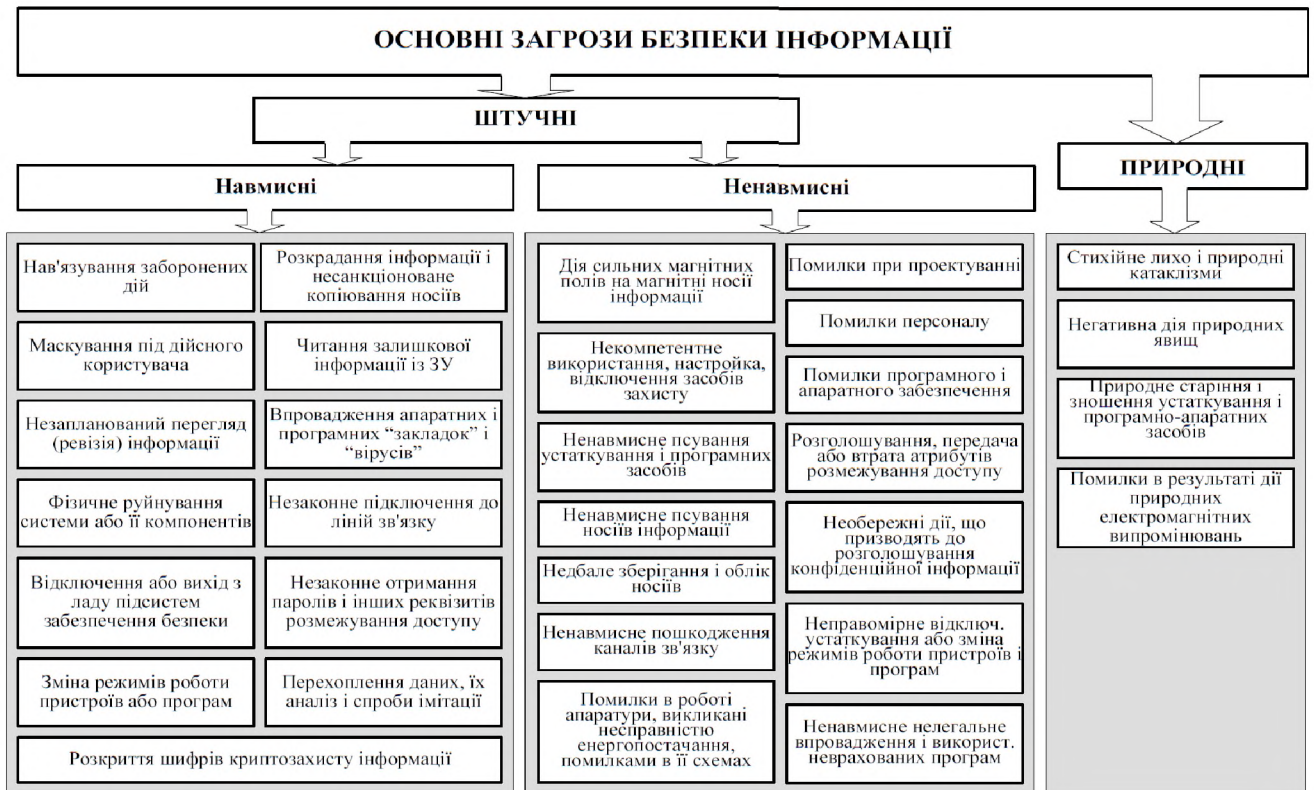 ОСНОВНІ ЗАГРОЗИ БЕЗПЕКИ ІНФОРМАЦІЇ
ШТУЧНІ
ПРИРОДНІ
Навмисні
Ненавмисні
Нав'язування заборонених
дій
Розкрадання інформації і
несанкціоноване
копіювання носіїв
Маскування під дійсного
користувача
Читання залишкової
інформації із ЗУ
Незапланований перегляд
(ревізія) інформації
Впровадження апаратних і
програмних “закладок” і
“вірусів”
Фізичне руйнування
системи або її компонентів
Незаконне підключення до
ліній зв'язку
Відключення або вихід з
ладу підсистем
забезпечення безпеки
Незаконне отримання
паролів і інших реквізитів
розмежування доступу
Зміна режимів роботи
пристроїв або програм
Перехоплення даних, їх
аналіз і спроби імітації
Розкриття шифрів криптозахисту інформації
Дія сильних магнітних
полів на магнітні носії
інформації
Некомпетентне
використання, настройка,
відключення засобів
захисту
Ненавмисне псування
устаткування і програмних
засобів
Ненавмисне псування
носіїв інформації
Недбале зберігання і облік
носіїв
Ненавмисне пошкодження
каналів зв'язку
Помилки в роботі
апаратури, викликані
несправністю
енергопостачання,
помилками в її схемах
Помилки при проектуванні
Помилки персоналу
Помилки програмного і
апаратного забезпечення
Розголошування, передача
або втрата атрибутів
розмежування доступу
Необережні дії, що
призводять до
розголошування
конфіденційної інформації
Неправомірне відключ.
устаткування або зміна
режимів роботи пристроїв і
програм
Ненавмисне нелегальне
впровадження і використ.
неврахованих програм
Стихійне лихо і природні
катаклізми
Негативна дія природних
явищ
Природне старіння і
зношення устаткування і
програмно-апаратних
засобів
Помилки в результаті дії
природних
електромагнітних
випромінювань